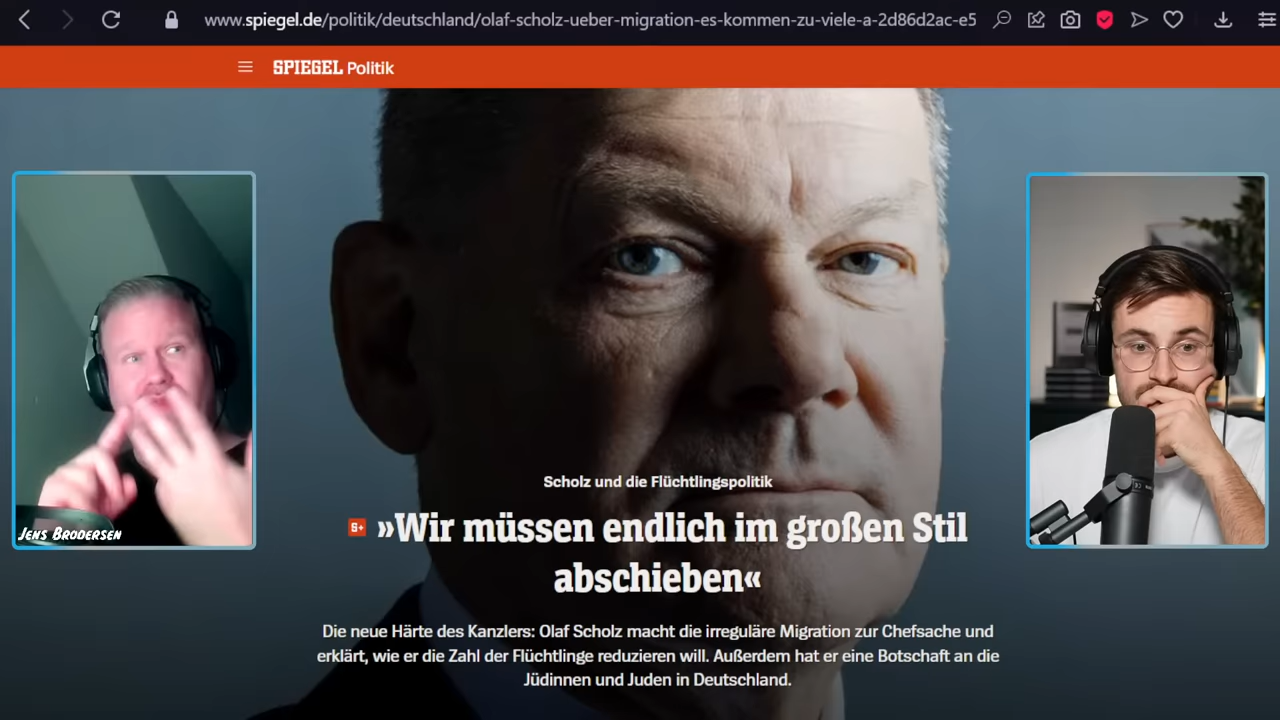 www.spiegel.de/politik/deutschland/olaf-scholz-ueber-migration-es-kommen-zu-viele-a-2d86d2ac-e5
SPIEGEL Politik
Scholz und die Flüchtlingspolitik
S+ »Wir müssen endlich im großen Stil
abschieben«
Die neue Härte des Kanzlers: Olaf Scholz macht die irreguläre Migration zur Chefsache und
erklärt, wie er die Zahl der Flüchtlinge reduzieren will. Außerdem hat er eine Botschaft an die
Jüdinnen und Juden in Deutschland.
JENS BRODERSEN